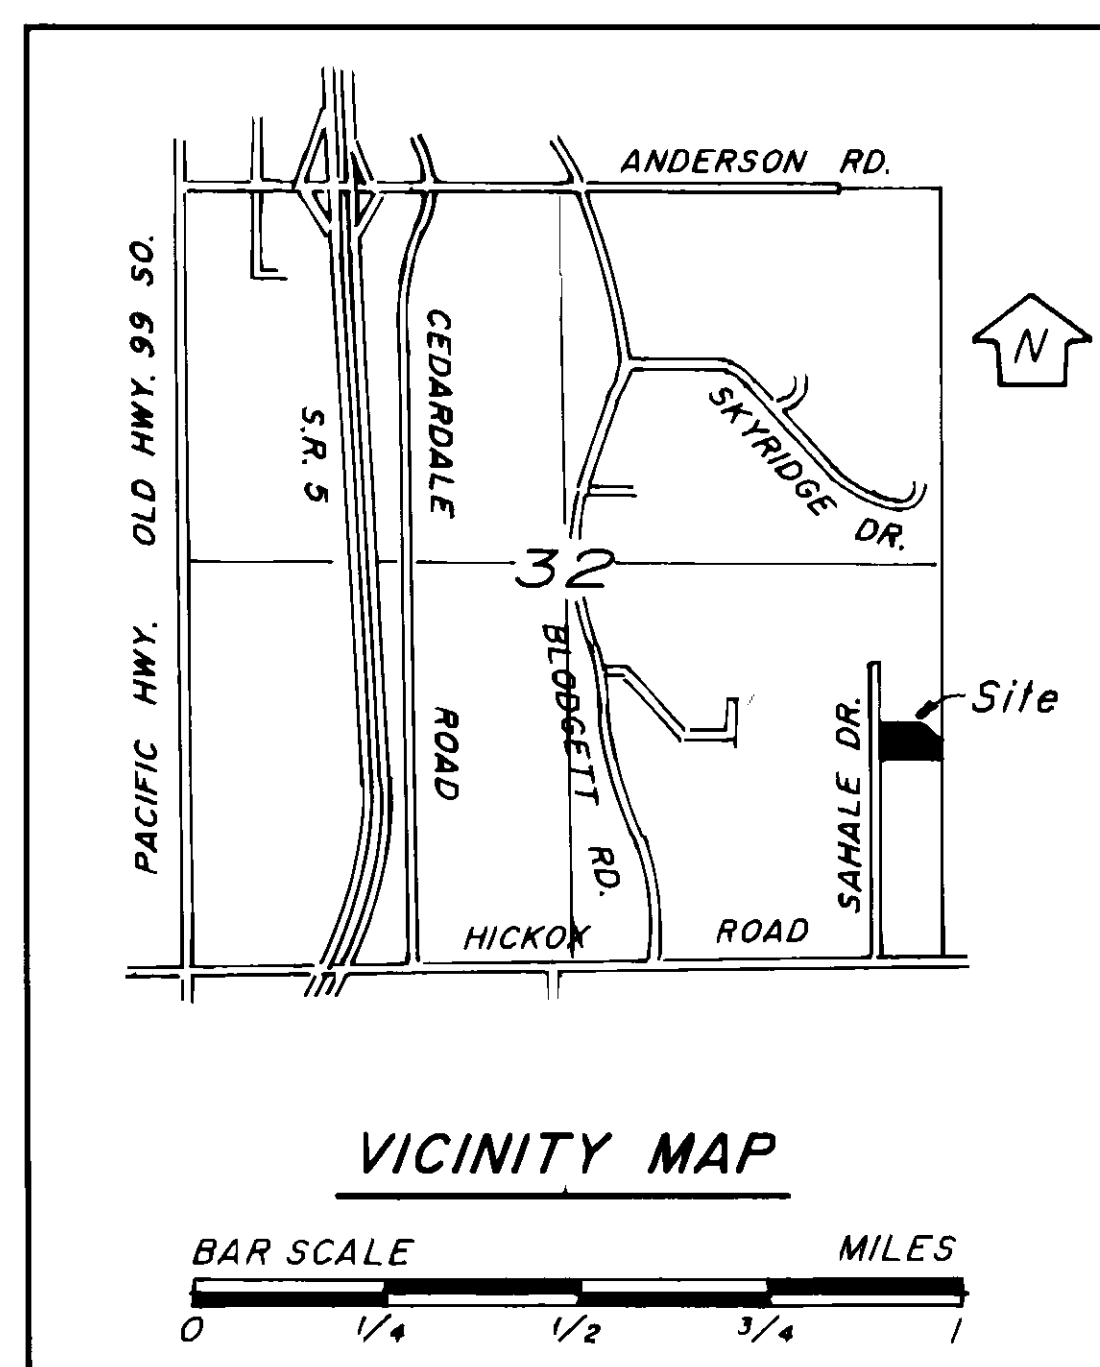 ANDERSON RD.
PACIFIC HWY. OLD HWY. 99 SO.
S.R. 5
CEDARDALE ROAD
N
SKYRIDGE DR.
32
BLODGETT RD.
SAHALE DR.
Site
HICKOX ROAD
VICINITY MAP
BAR SCALE MILES
0 1/4 1/2 3/4 1